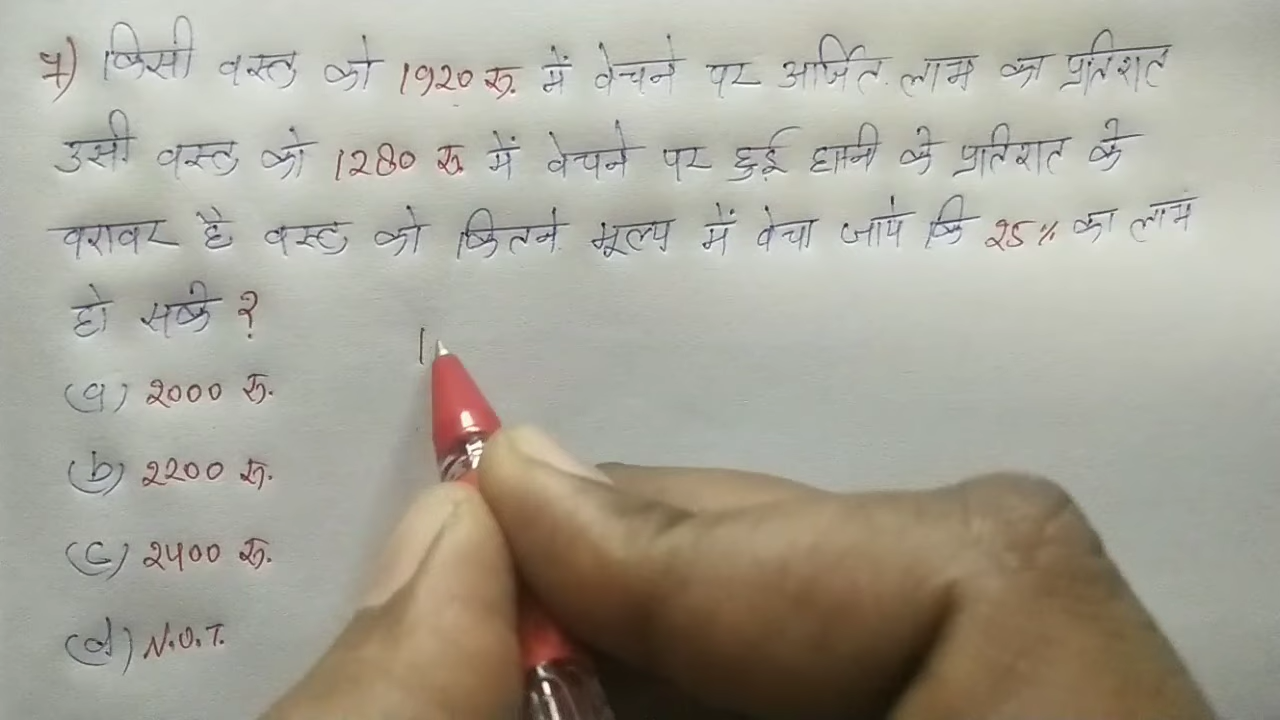 प्र) किसी वस्तु को 1920 रु. में बेचने पर अर्जित लाभ का प्रतिशत
उसी वस्तु को 1280 रु. में बेचने पर हुई हानी के प्रतिशत के
बराबर है वस्तु को कितने मूल्य में बेचा जाये कि 25% का लाभ
हो सके ?
(a) 2000 रु.
(b) 2200 रु.
(c) 2400 रु.
(d) N.O.T.